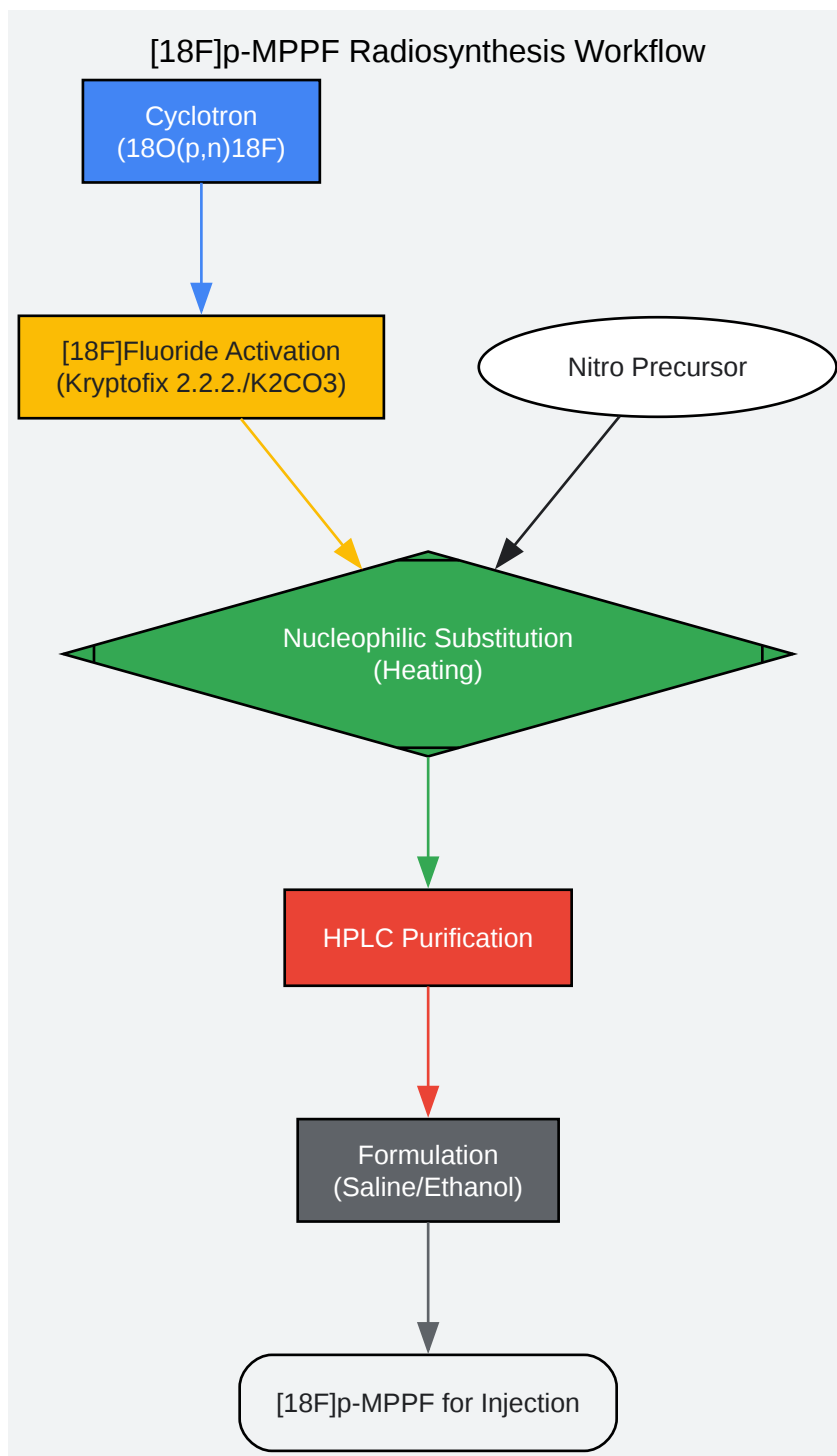 [18F]p-MPPF Radiosynthesis Workflow
Cyclotron
(18O(p,n)18F)
[18F]Fluoride Activation
(Kryptofix 2.2.2./K2CO3)
Nitro Precursor
Nucleophilic Substitution
(Heating)
HPLC Purification
Formulation
(Saline/Ethanol)
[18F]p-MPPF for Injection